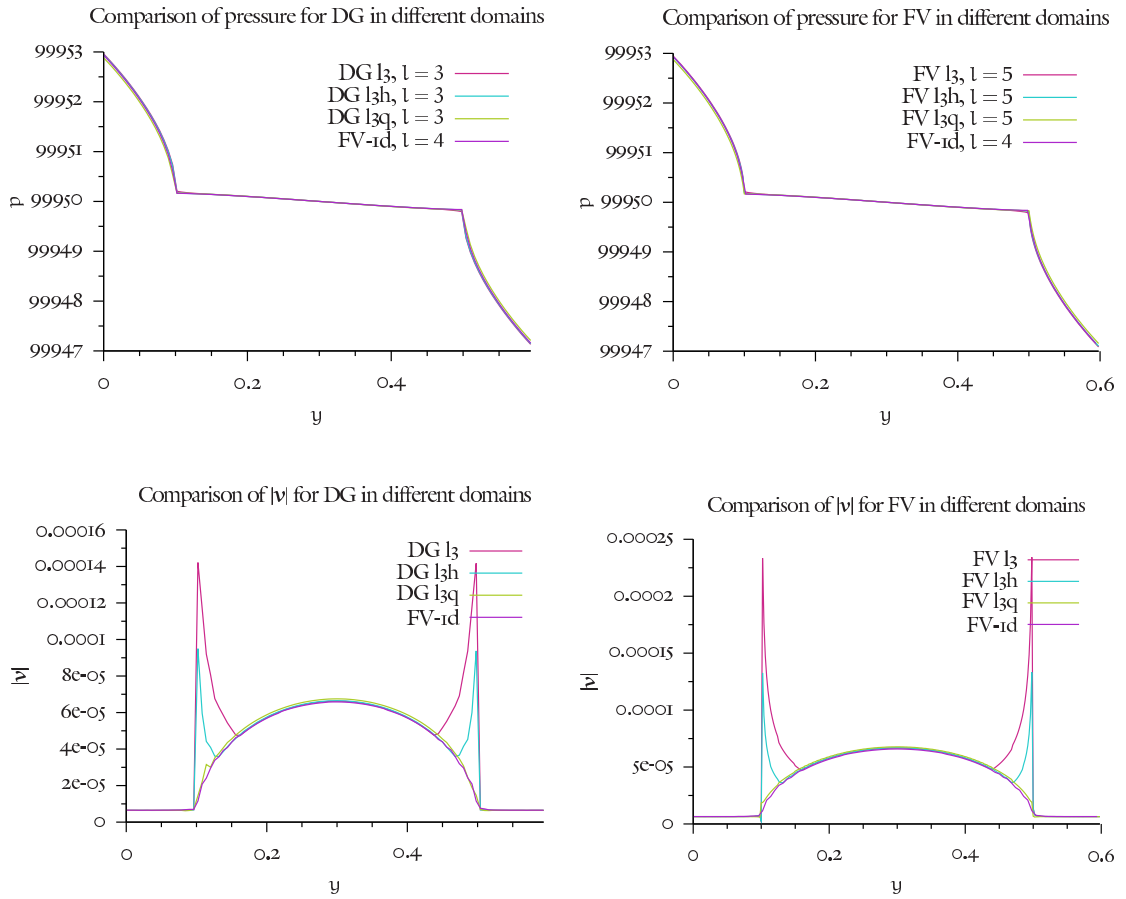 Comparison of pressure for DG in different domains
99953
99952
99951
99950
99949
99948
99947
p
DG l3, l = 3
DG l3h, l = 3
DG l3q, l = 3
FV-1d, l = 4
0 0.2 0.4
y
Comparison of pressure for FV in different domains
99953
99952
99951
99950
99949
99948
99947
p
FV l3, l = 5
FV l3h, l = 5
FV l3q, l = 5
FV-1d, l = 4
0 0.2 0.4 0.6
y
Comparison of |v| for DG in different domains
0.00016
0.00014
0.00012
0.0001
8e-05
6e-05
4e-05
2e-05
0
|v|
DG l3
DG l3h
DG l3q
FV-1d
0 0.2 0.4
y
Comparison of |v| for FV in different domains
0.00025
0.0002
0.00015
0.0001
5e-05
0
|v|
FV l3
FV l3h
FV l3q
FV-1d
0 0.2 0.4 0.6
y